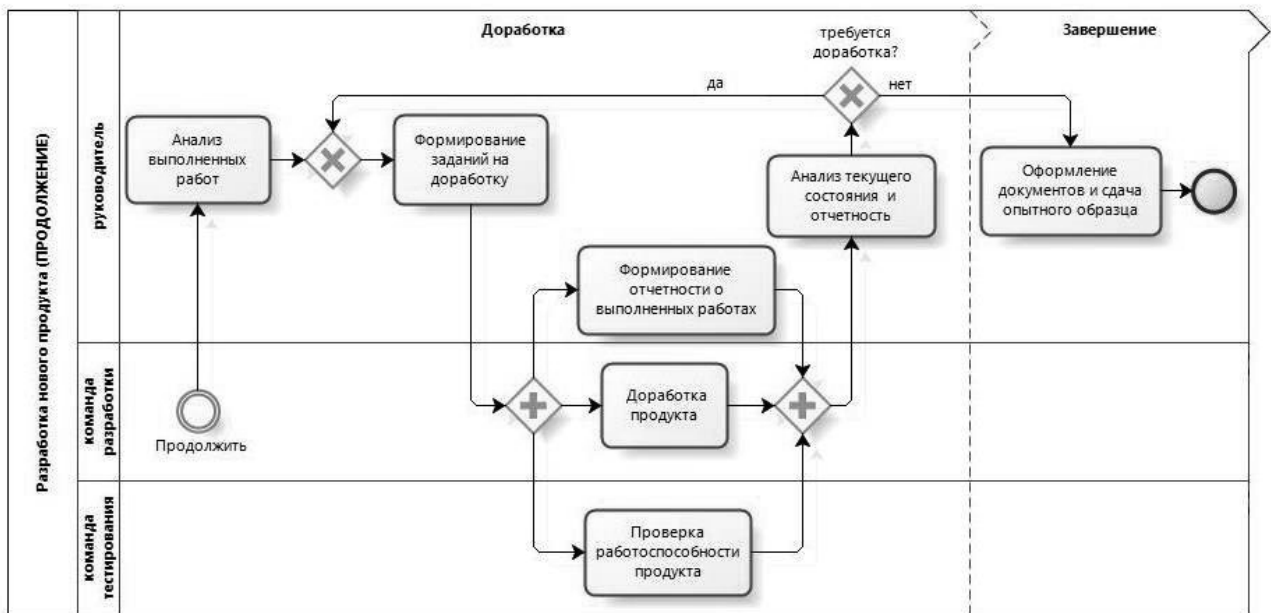 Разработка нового продукта (ПРОДОЛЖЕНИЕ)
Доработка
Завершение
руководитель
Анализ
выполненных
работ
Формирование
заданий на
доработку
требуется
доработка?
да
нет
Анализ текущего
состояния и
отчетность
Оформление
документов и сдача
опытного образца
Формирование
отчетности о
выполненных работах
команда
разработки
Продолжить
Доработка
продукта
команда
тестирования
Проверка
работоспособности
продукта